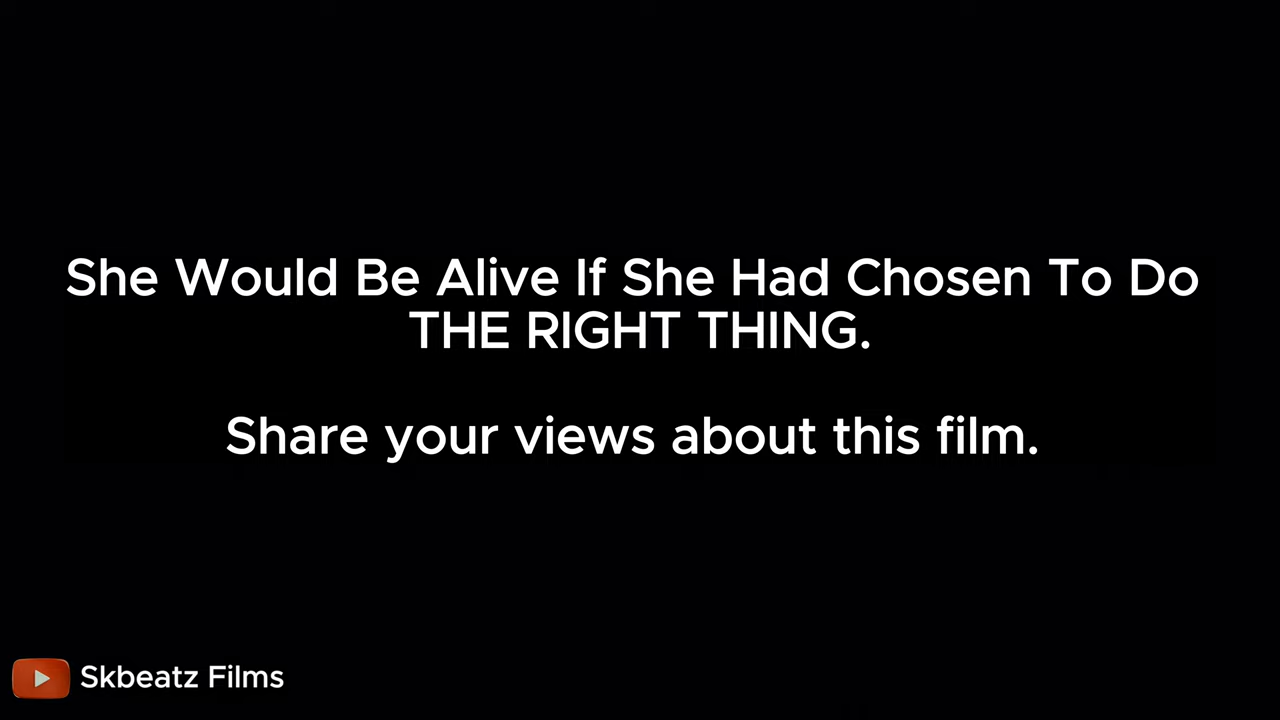 She Would Be Alive If She Had Chosen To Do
THE RIGHT THING.
Share your views about this film.
Skbeatz Films